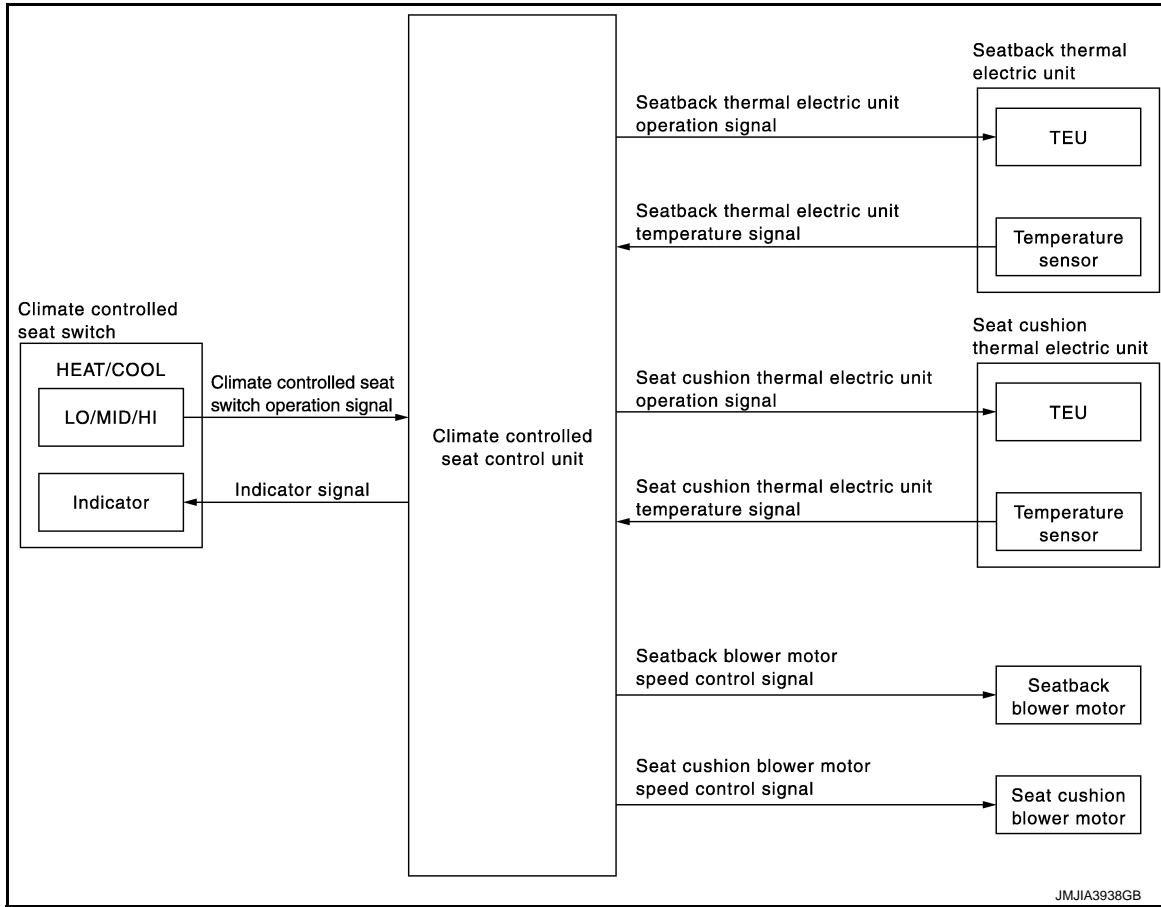 Seatback thermal
electric unit
Seatback thermal electric unit
operation signal
TEU
Seatback thermal electric unit
temperature signal
Temperature
sensor
Climate controlled
seat switch
HEAT/COOL
LO/MID/HI
Climate controlled seat
switch operation signal
Indicator
Indicator signal
Climate controlled
seat control unit
Seat cushion
thermal electric unit
Seat cushion thermal electric unit
operation signal
TEU
Seat cushion thermal electric unit
temperature signal
Temperature
sensor
Seatback blower motor
speed control signal
Seatback
blower motor
Seat cushion blower motor
speed control signal
Seat cushion
blower motor
JMJIA3938GB